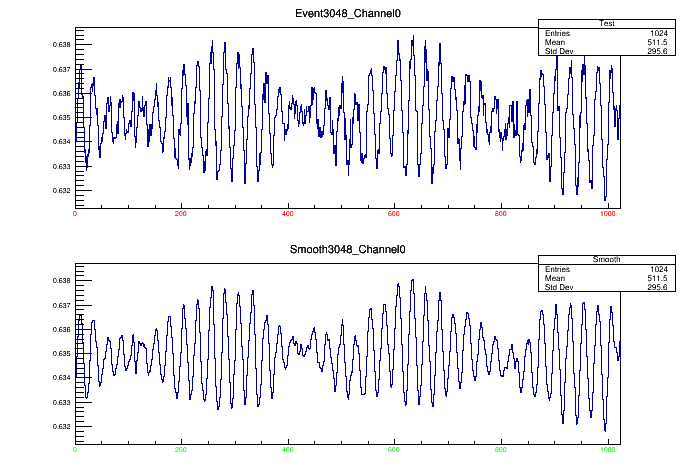 Event3048_Channel0
Test
Entries 1024
Mean 511.5
Std Dev 295.6
0.638
0.637
0.636
0.635
0.634
0.633
0.632
0 200 400 600 800 1000
Smooth3048_Channel0
Smooth
Entries 1024
Mean 511.5
Std Dev 295.6
0.638
0.637
0.636
0.635
0.634
0.633
0.632
0 200 400 600 800 1000